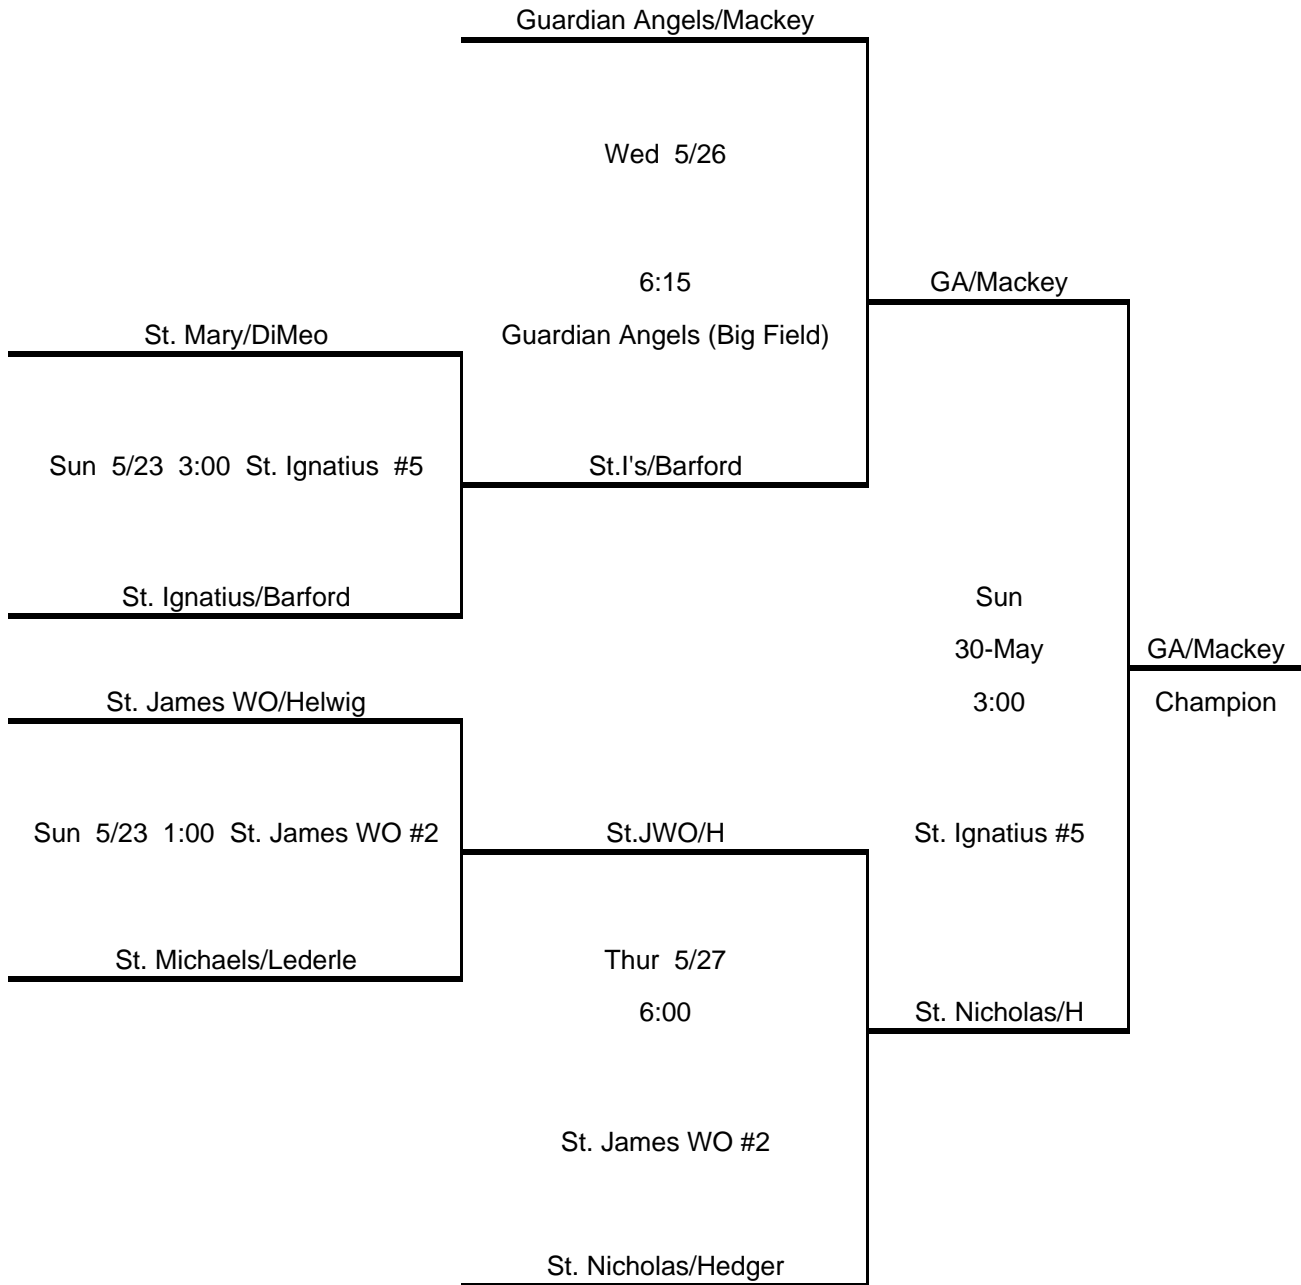 Guardian Angels/Mackey
Wed 5/26
6:15
GA/Mackey
St. Mary/DiMeo
Guardian Angels (Big Field)
Sun 5/23 3:00 St. Ignatius #5
St.I's/Barford
St. Ignatius/Barford
Sun
30-May
GA/Mackey
St. James WO/Helwig
3:00
Champion
Sun 5/23 1:00 St. James WO #2
St.JWO/H
St. Ignatius #5
St. Michaels/Lederle
Thur 5/27
6:00
St. Nicholas/H
St. James WO #2
St. Nicholas/Hedger